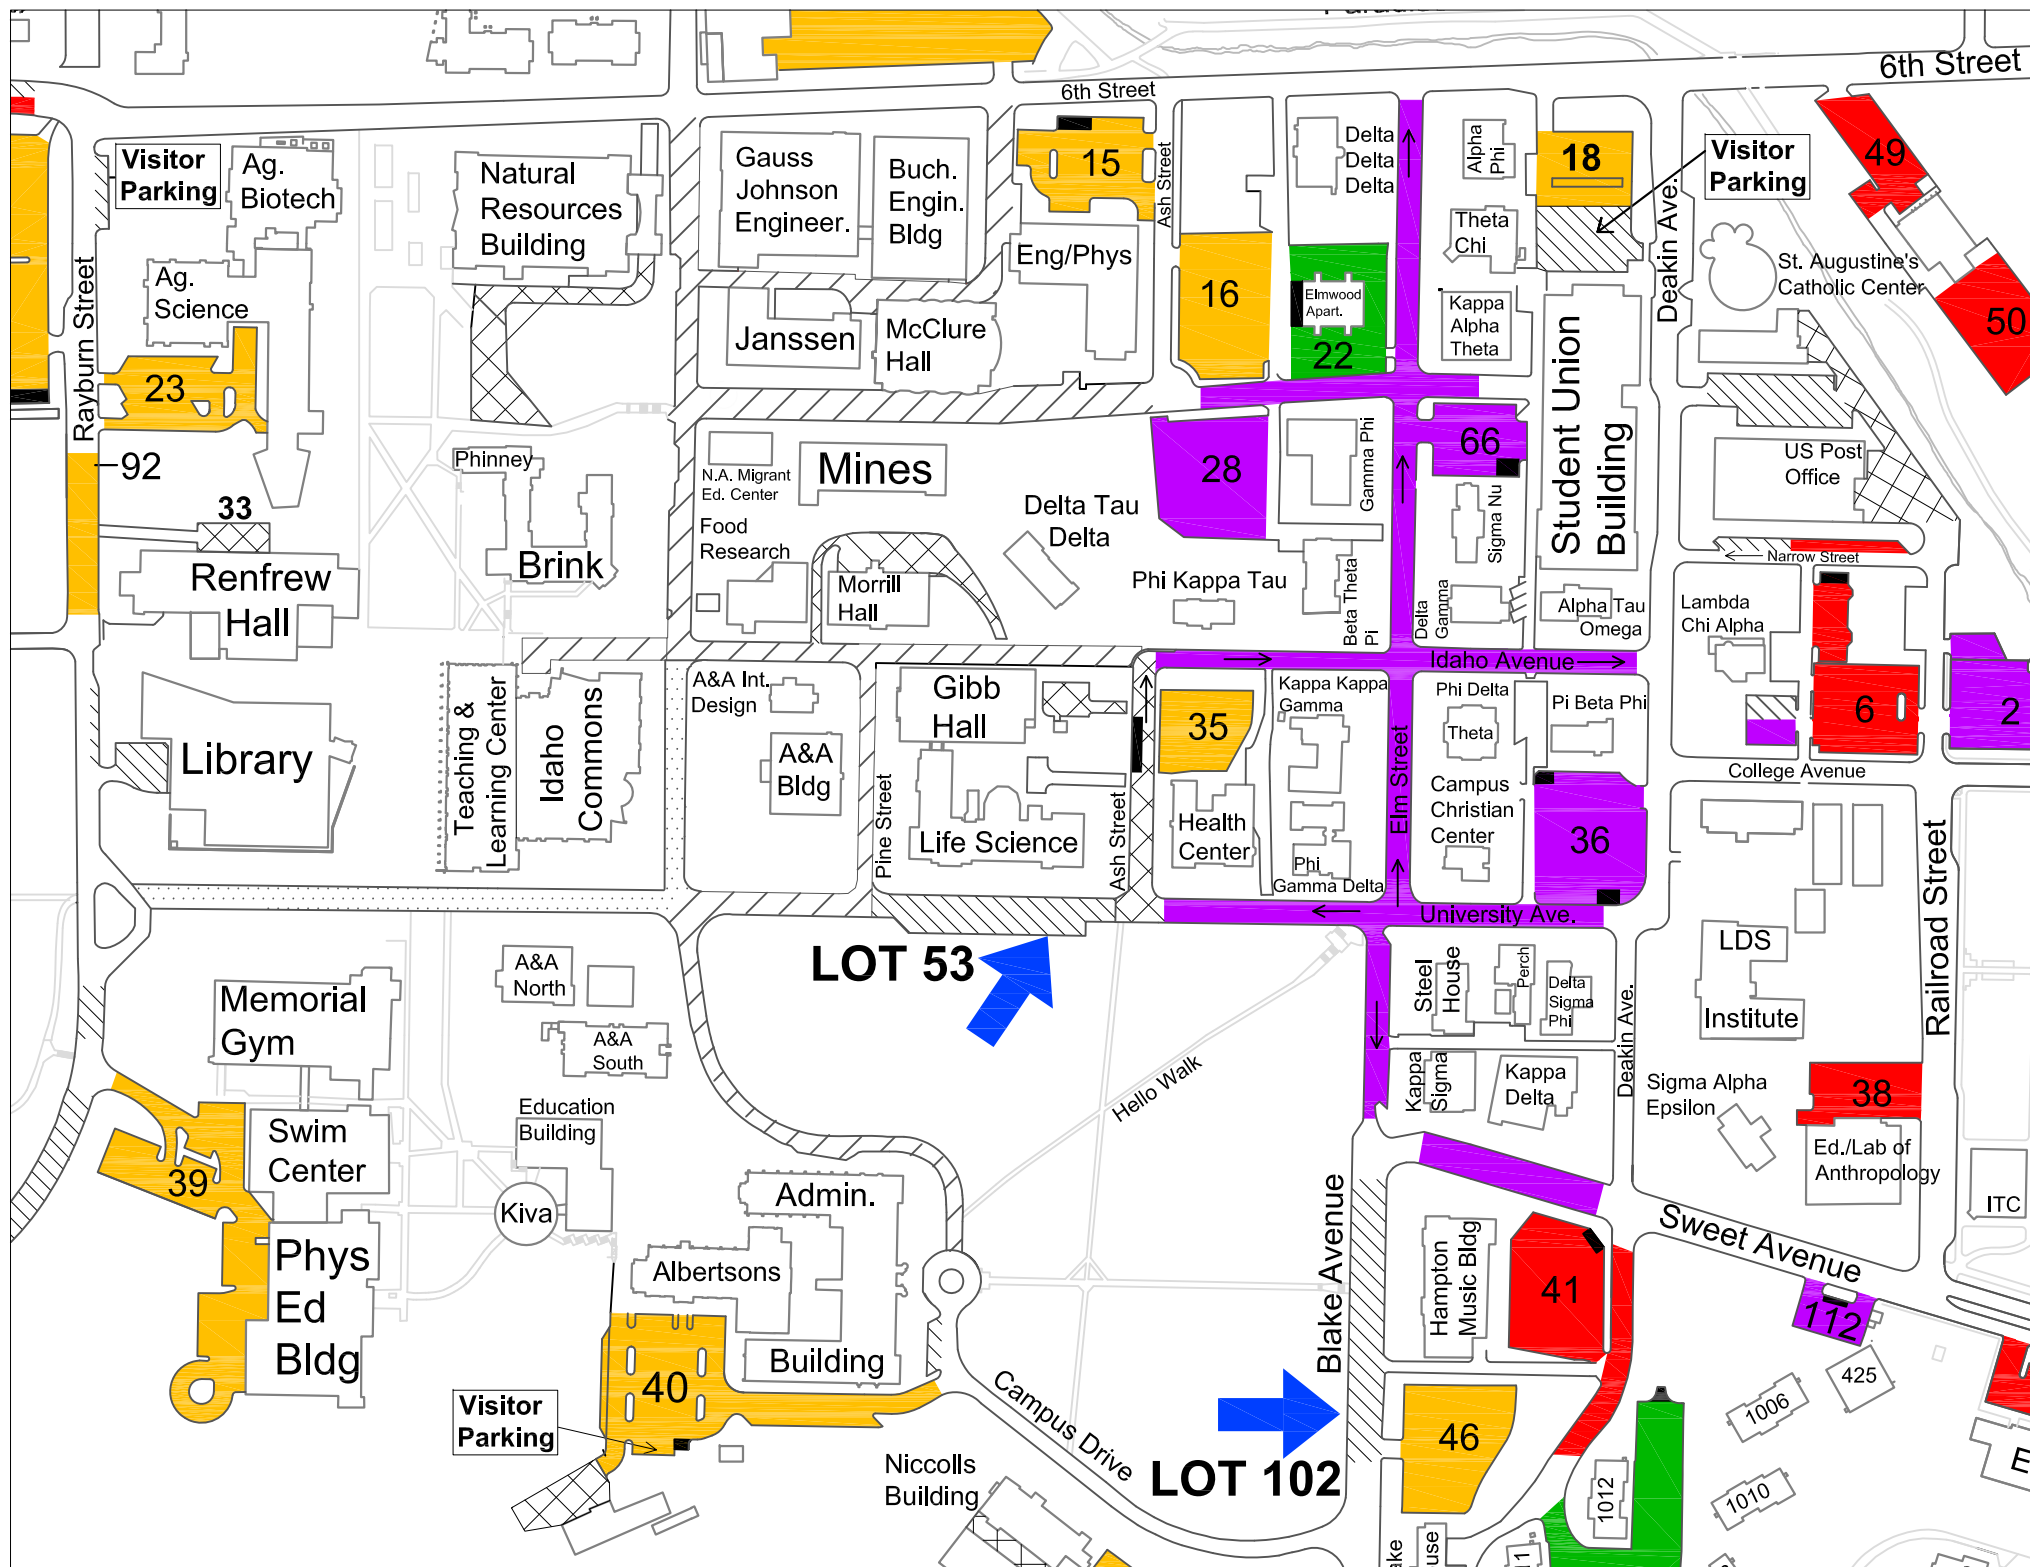 6th Street
6th Street
Visitor
Parking
Ag.
Biotech
Natural
Resources
Building
Gauss
Johnson
Engineer.
Buch.
Engin.
Bldg
15
Ash Street
Delta
Delta
Delta
Alpha
Phi
18
Visitor
Parking
49
Deakin Ave.
Theta
Chi
Eng/Phys
16
Elmwood
Apart.
22
St. Augustine's
Catholic Center
50
Rayburn Street
Ag.
Science
Janssen
McClure
Hall
Kappa
Alpha
Theta
Student Union
Building
23
92
33
Phinney
Brink
N.A. Migrant
Ed. Center
Mines
Food
Research
Morrill
Hall
Delta Tau
Delta
28
Gamma Phi
66
Sigma Nu
US Post
Office
Narrow Street
Renfrew
Hall
Phi Kappa Tau
Beta Theta
Pi
Delta
Gamma
Alpha Tau
Omega
Lambda
Chi Alpha
Idaho Avenue
Library
Teaching &
Learning Center
Idaho
Commons
A&A Int.
Design
A&A
Bldg
Pine Street
Gibb
Hall
Life Science
Ash Street
35
Health
Center
Kappa Kappa
Gamma
Phi
Gamma Delta
Elm Street
Phi Delta
Theta
Pi Beta Phi
Campus
Christian
Center
36
6
2
College Avenue
University Ave.
Railroad Street
LOT 53
Memorial
Gym
A&A
North
A&A
South
Steel
House
Perch
Delta
Sigma
Phi
LDS
Institute
Deakin Ave.
Hello Walk
Kappa
Sigma
Kappa
Delta
Sigma Alpha
Epsilon
38
Ed./Lab of
Anthropology
ITC
Education
Building
Swim
Center
39
Kiva
Admin.
Phys
Ed
Bldg
Albertsons
Building
40
Visitor
Parking
Campus Drive
Niccolls
Building
Blake Avenue
Hampton
Music Bldg
41
Sweet Avenue
112
425
1006
1010
1012
46
LOT 102